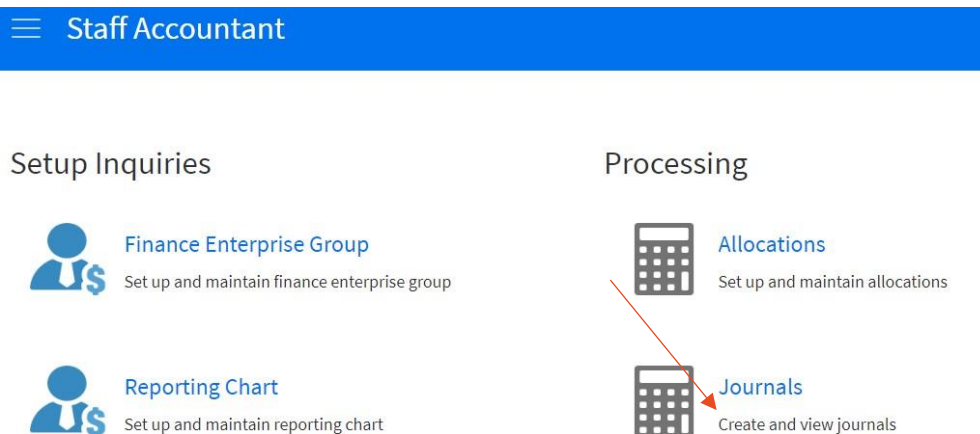 Staff Accountant
Setup Inquiries
Finance Enterprise Group
Set up and maintain finance enterprise group
Reporting Chart
Set up and maintain reporting chart
Processing
Allocations
Set up and maintain allocations
Journals
Create and view journals